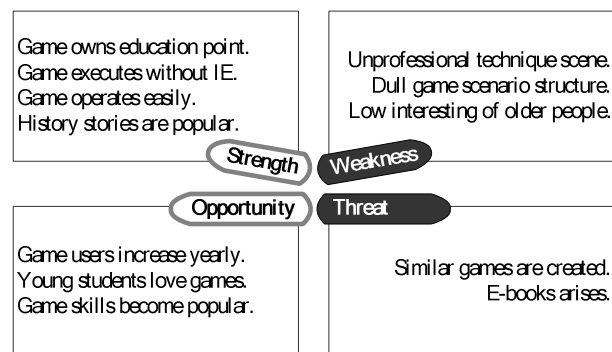 Game owns education point.
Game executes without IE.
Game operates easily.
History stories are popular.
Strength
Unprofessional technique scene.
Dull game scenario structure.
Low interesting of older people.
Weakness
Opportunity
Game users increase yearly.
Young students love games.
Game skills become popular.
Threat
Similar games are created.
E-books arises.